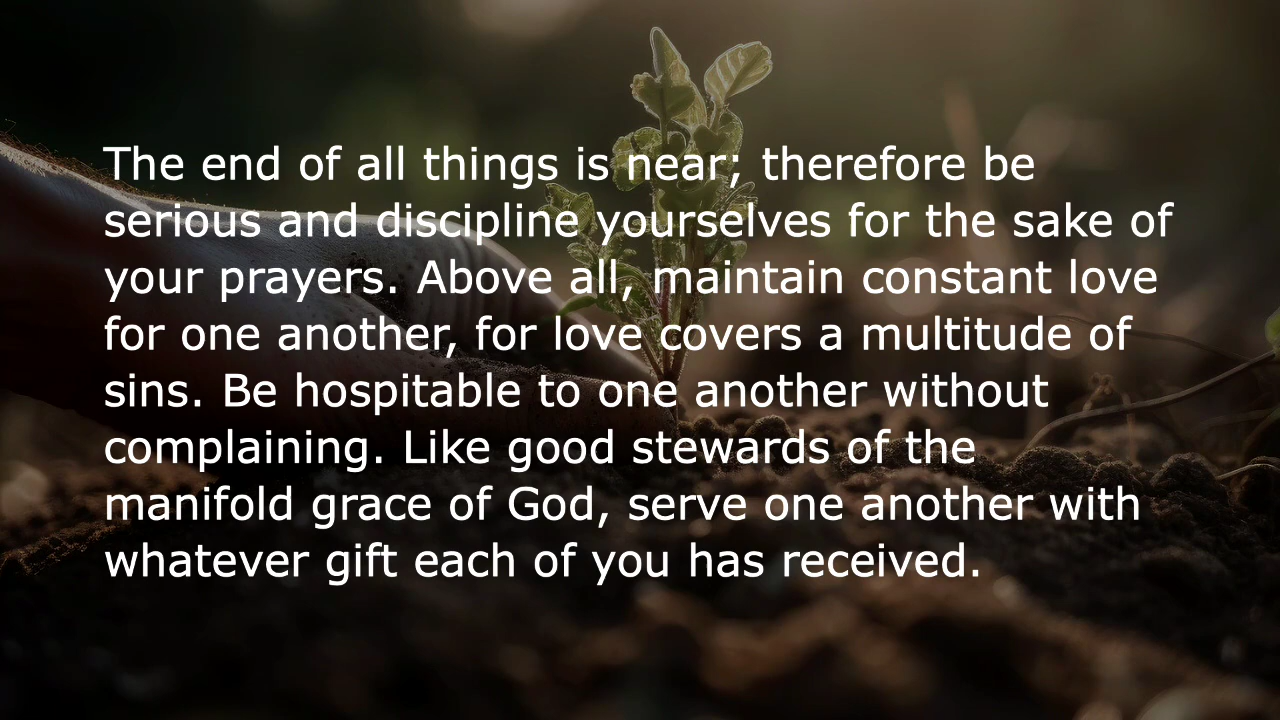 The end of all things is near; therefore be
serious and discipline yourselves for the sake of
your prayers. Above all, maintain constant love
for one another, for love covers a multitude of
sins. Be hospitable to one another without
complaining. Like good stewards of the
manifold grace of God, serve one another with
whatever gift each of you has received.